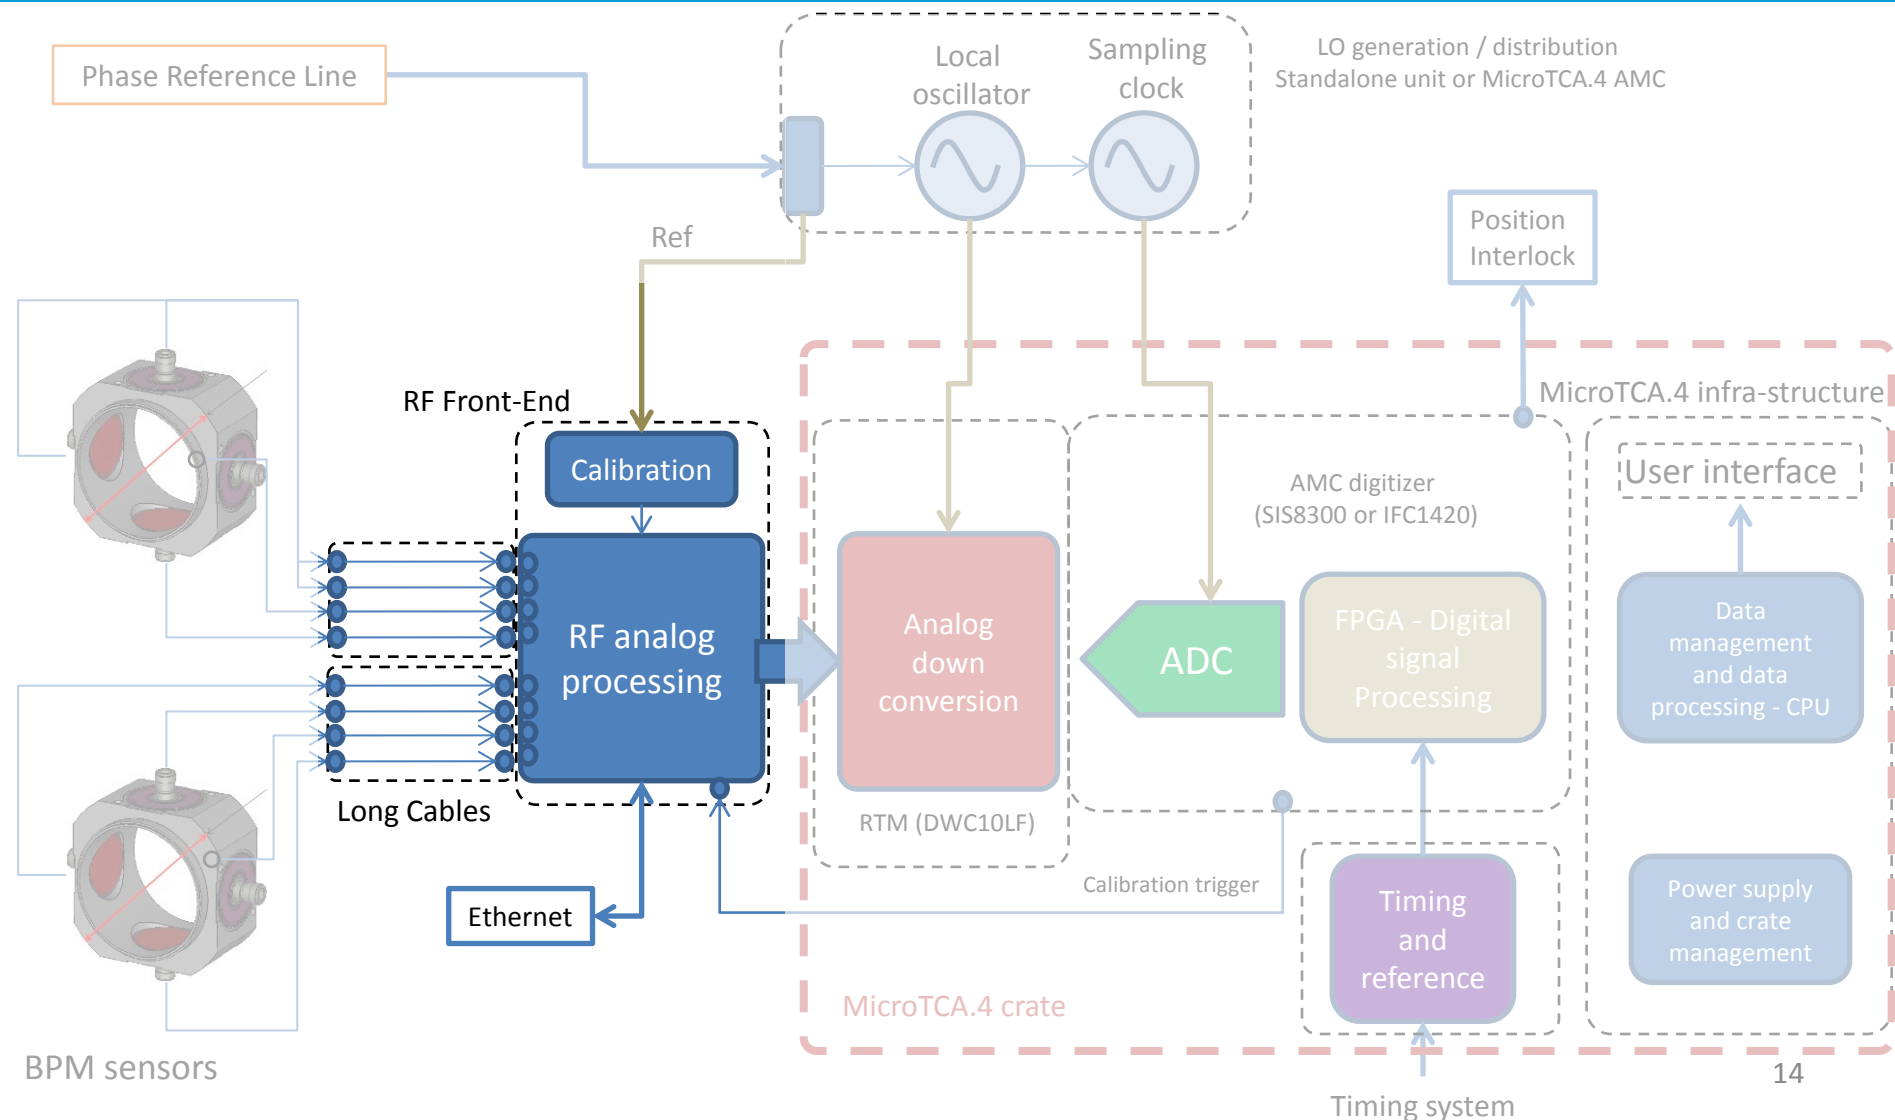 Phase Reference Line
Local
oscillator
Sampling
clock
LO generation / distribution
Standalone unit or MicroTCA.4 AMC
Ref
Position
Interlock
RF Front-End
MicroTCA.4 infra-structure
Calibration
User interface
AMC digitizer
(SIS8300 or IFC1420)
RF analog
processing
Analog
down
conversion
ADC
FPGA - Digital
signal
Processing
Data
management
and data
processing - CPU
Long Cables
RTM (DWC10LF)
Calibration trigger
Ethernet
Timing
and
reference
Power supply
and crate
management
MicroTCA.4 crate
BPM sensors
14
Timing system